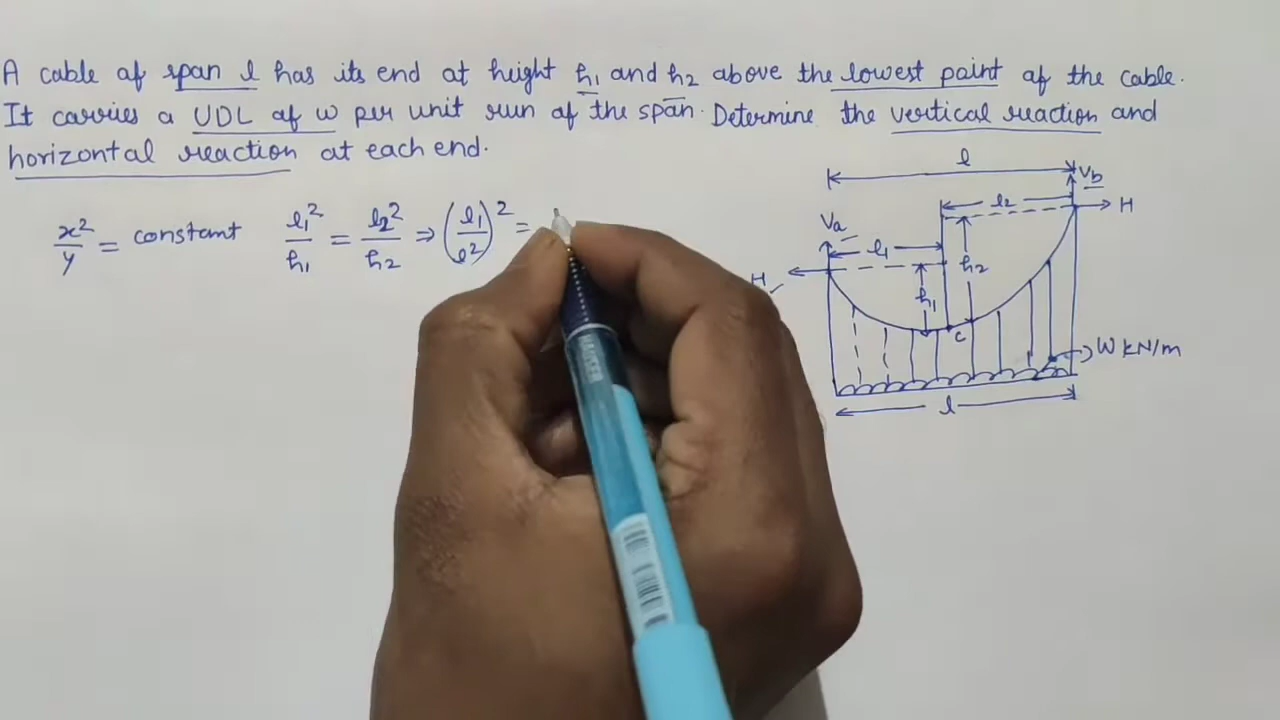 A cable of span l has its end at height h1 and h2 above the lowest point of the cable.
It carries a UDL of w per unit run of the span. Determine the vertical reaction and
horizontal reaction at each end.
x²/y = constant l1²/h1 = l2²/h2 ⇒ (l1/l2)² =
l
Vb
l2
H
Va
l1
h2
H
h1
c
W kN/m
l
HAUSER